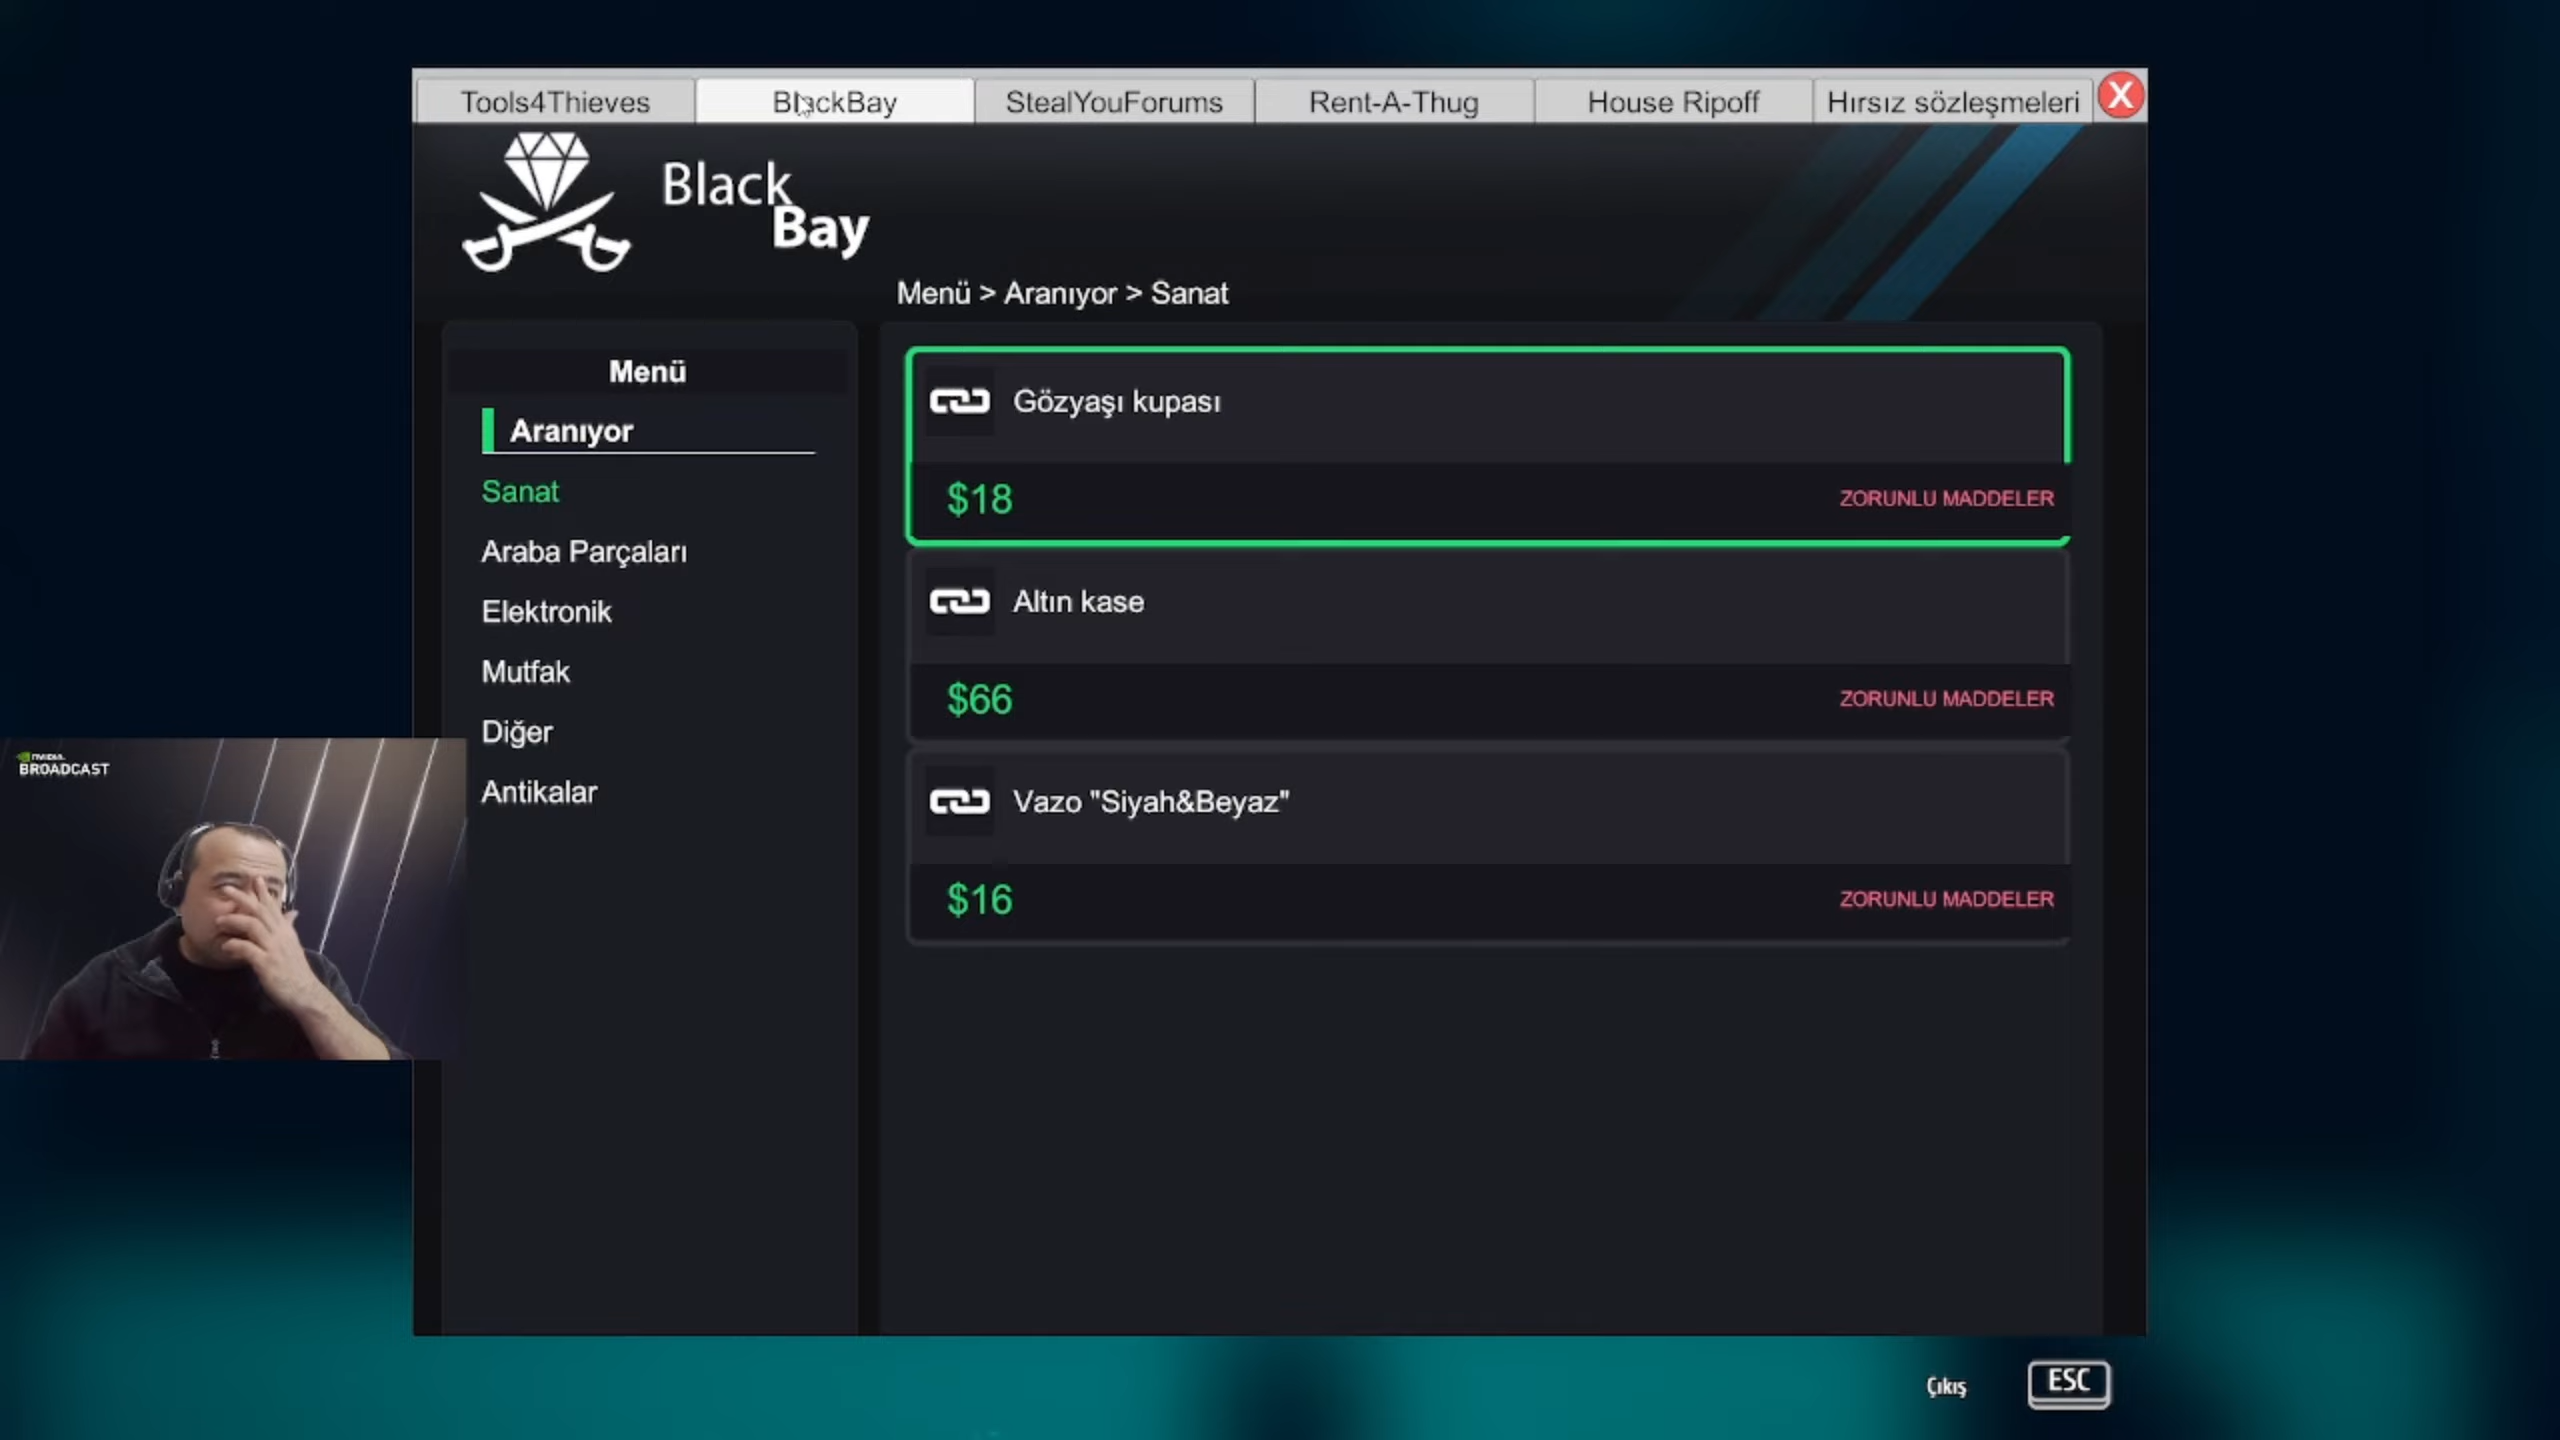 Tools4Thieves
BlackBay
StealYouForums
Rent-A-Thug
House Ripoff
Hırsız sözleşmeleri
X
Black
Bay
Menü > Aranıyor > Sanat
Menü
Aranıyor
Sanat
Araba Parçaları
Elektronik
Mutfak
Diğer
Antikalar
Gözyaşı kupası
$18
ZORUNLU MADDELER
Altın kase
$66
ZORUNLU MADDELER
Vazo "Siyah&Beyaz"
$16
ZORUNLU MADDELER
NVIDIA.
BROADCAST
Çıkış
ESC